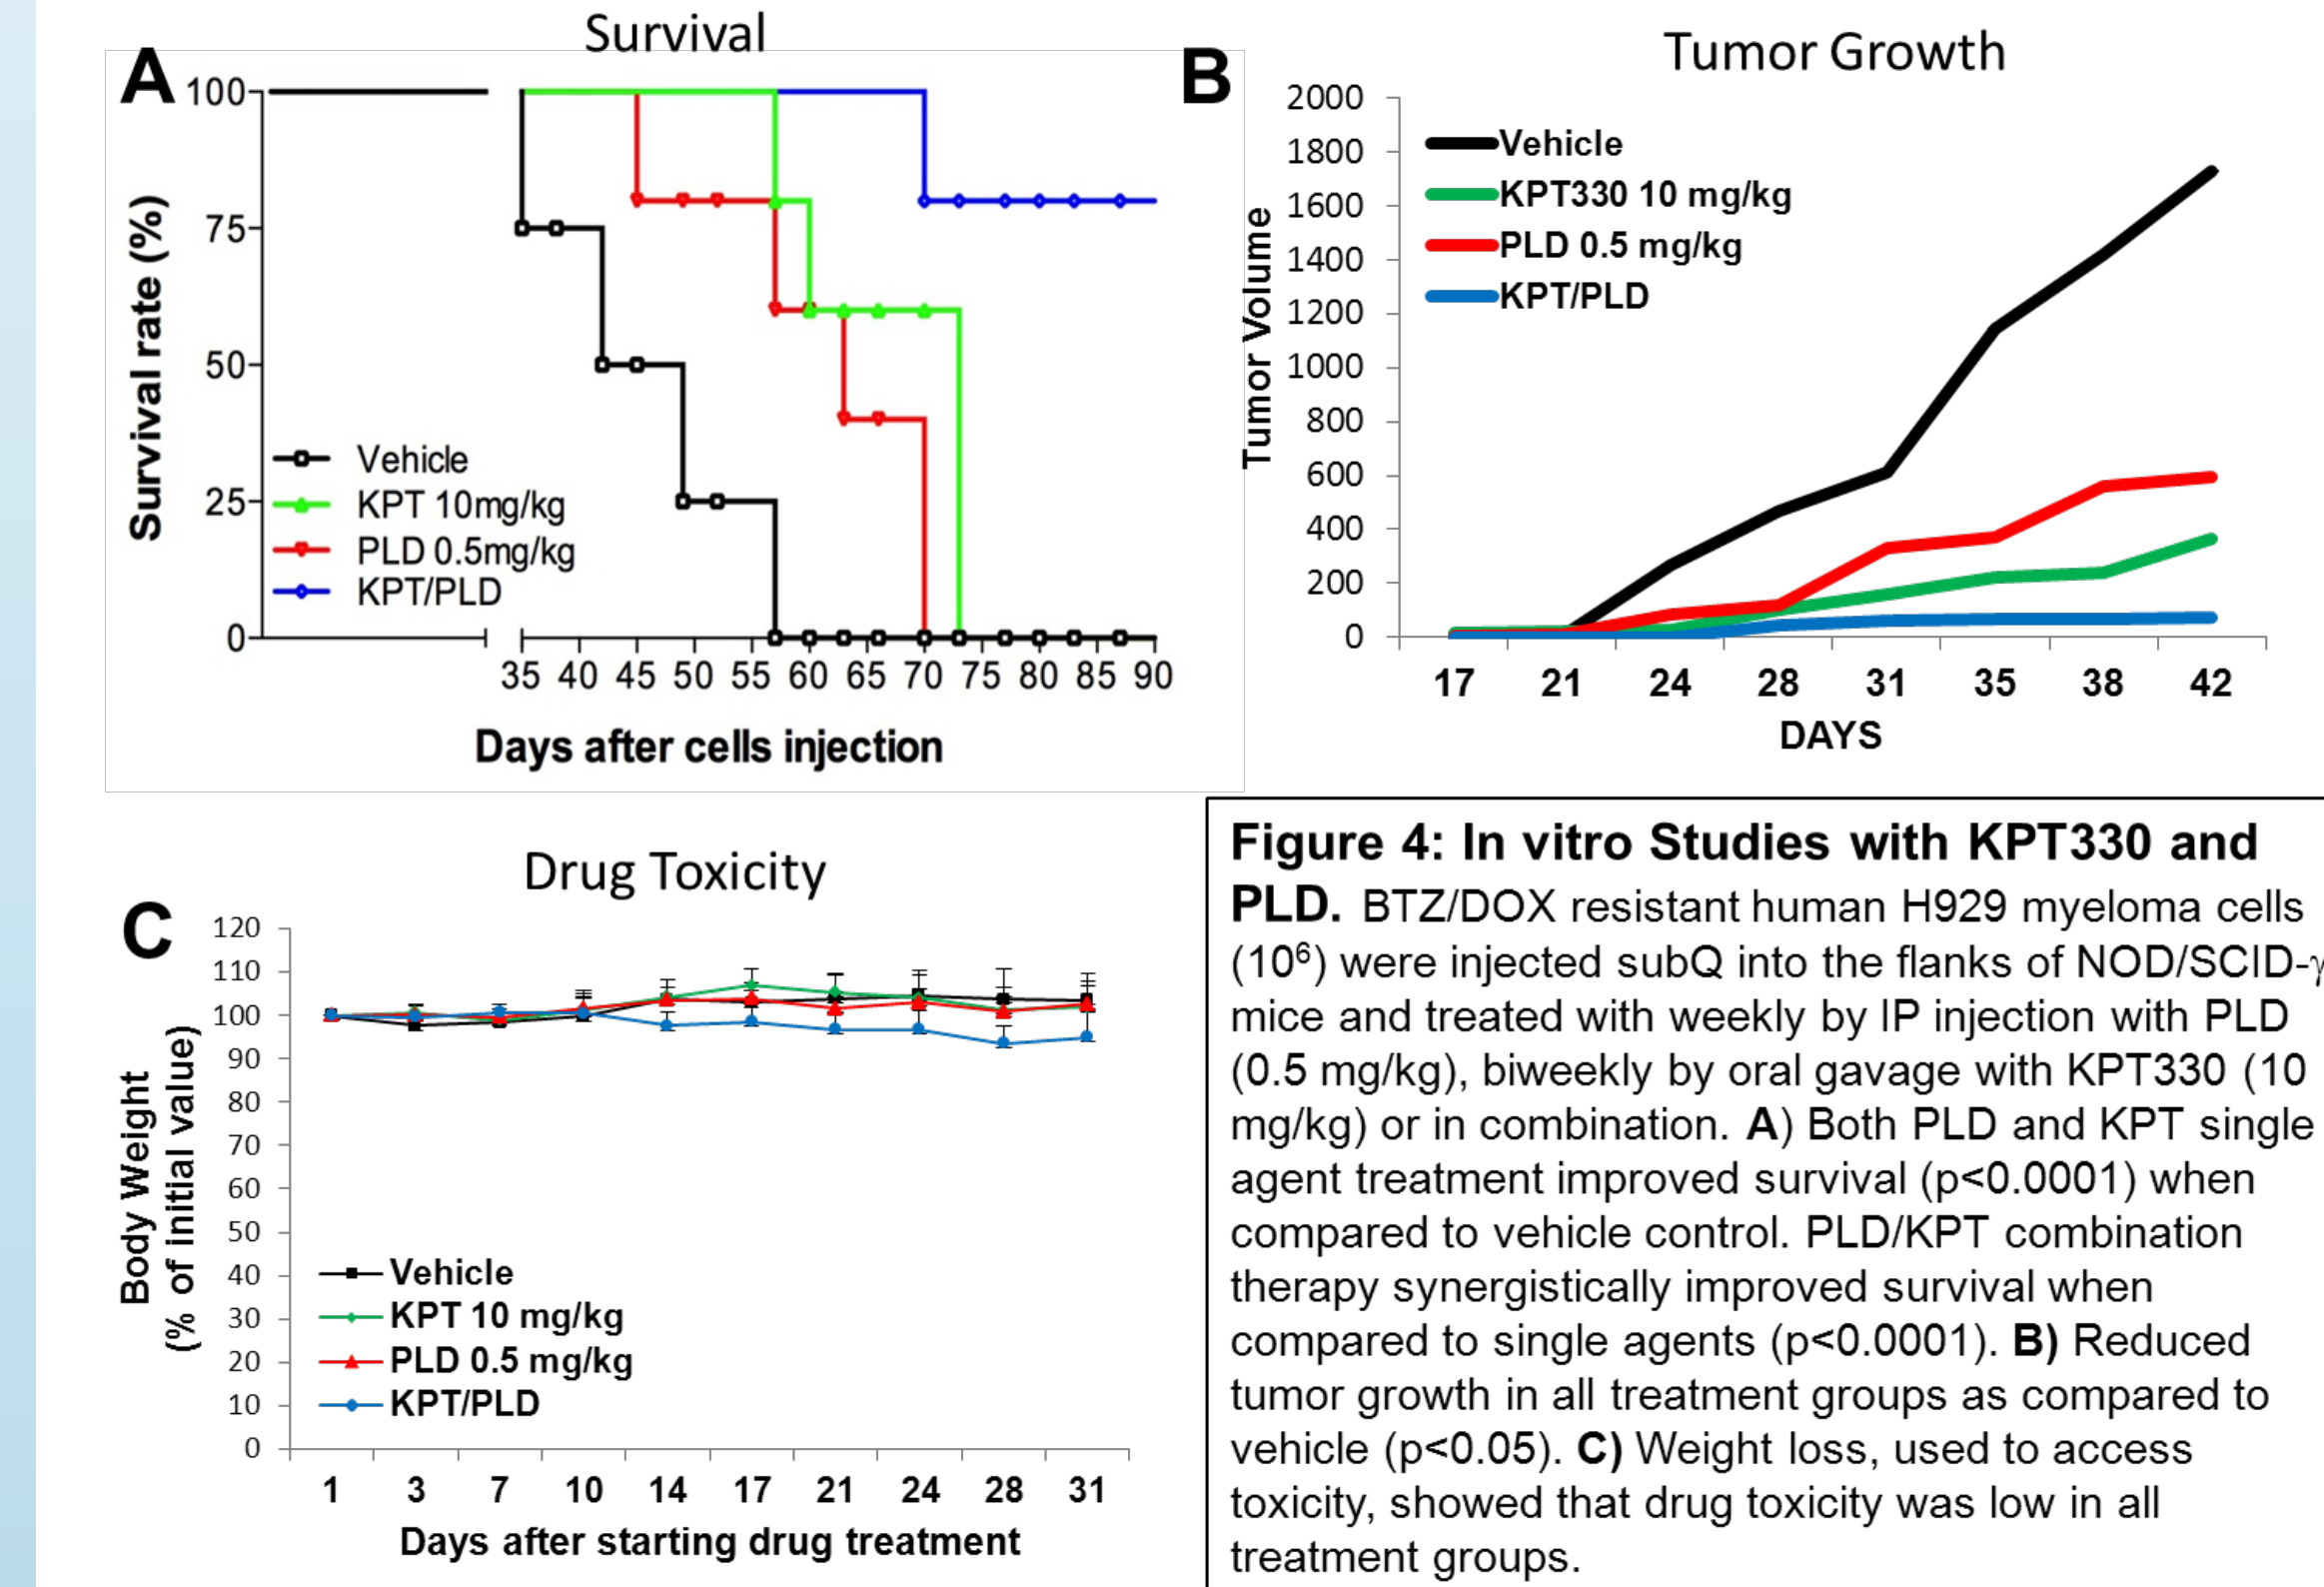 Survival
A
100
75
50
25
0
Survival rate (%)
Vehicle
KPT 10mg/kg
PLD 0.5mg/kg
KPT/PLD
35 40 45 50 55 60 65 70 75 80 85 90
Days after cells injection
B
Tumor Growth
2000
1800
1600
1400
1200
1000
800
600
400
200
0
Tumor Volume
Vehicle
KPT330 10 mg/kg
PLD 0.5 mg/kg
KPT/PLD
17 21 24 28 31 35 38 42
DAYS
Drug Toxicity
C
120
110
100
90
80
70
60
50
40
30
20
10
0
Body Weight
(% of initial value)
Vehicle
KPT 10 mg/kg
PLD 0.5 mg/kg
KPT/PLD
1 3 7 10 14 17 21 24 28 31
Days after starting drug treatment
Figure 4: In vitro Studies with KPT330 and
PLD. BTZ/DOX resistant human H929 myeloma cells
(10⁶) were injected subQ into the flanks of NOD/SCID-γ
mice and treated with weekly by IP injection with PLD
(0.5 mg/kg), biweekly by oral gavage with KPT330 (10
mg/kg) or in combination. A) Both PLD and KPT single
agent treatment improved survival (p<0.0001) when
compared to vehicle control. PLD/KPT combination
therapy synergistically improved survival when
compared to single agents (p<0.0001). B) Reduced
tumor growth in all treatment groups as compared to
vehicle (p<0.05). C) Weight loss, used to access
toxicity, showed that drug toxicity was low in all
treatment groups.